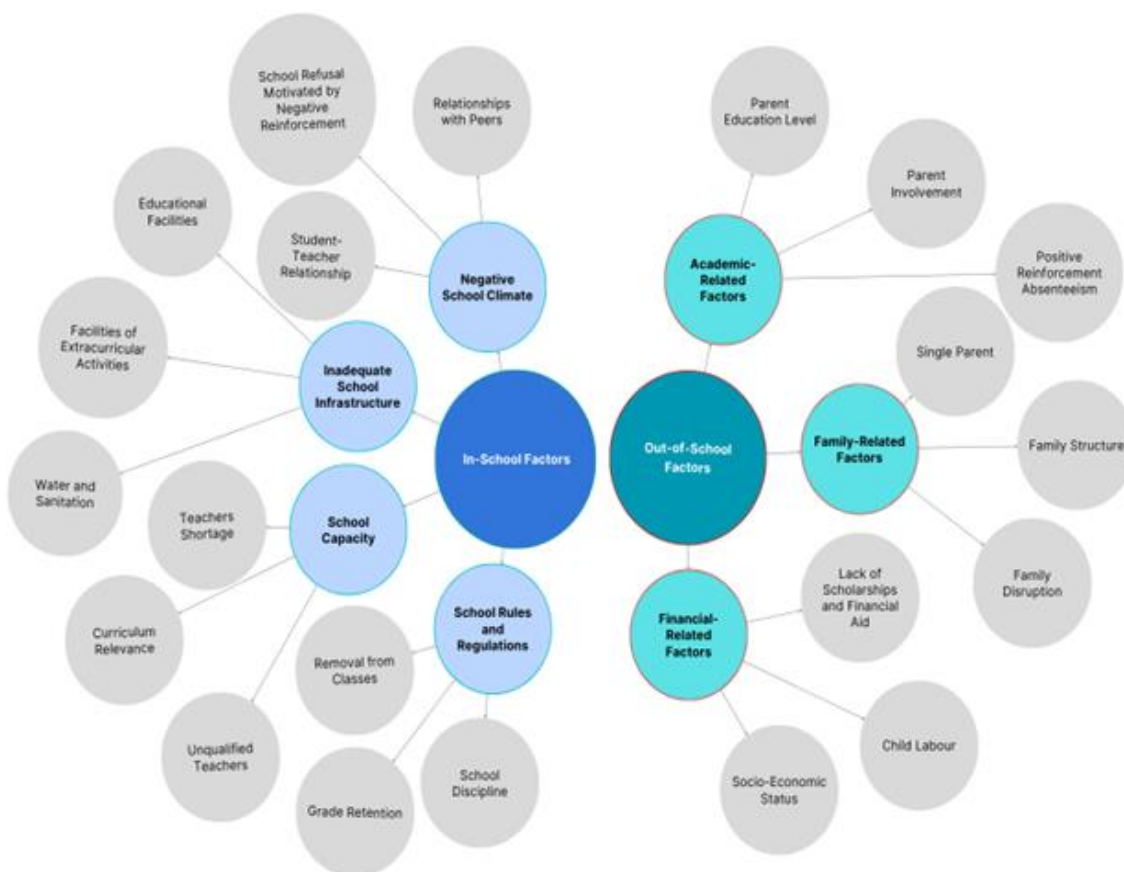 School Refusal
Motivated by
Negative
Reinforcement
Relationships
with Peers
Educational
Facilities
Student-
Teacher
Relationship
Negative
School Climate
Facilities of
Extracurricular
Activities
Inadequate
School
Infrastructure
In-School Factors
Water and
Sanitation
Teachers
Shortage
School
Capacity
Curriculum
Relevance
Unqualified
Teachers
School Rules
and
Regulations
Removal from
Classes
Grade Retention
School
Discipline
Parent
Education Level
Parent
Involvement
Academic-
Related
Factors
Positive
Reinforcement
Absenteeism
Single Parent
Out-of-School
Factors
Family-Related
Factors
Family Structure
Family
Disruption
Lack of
Scholarships
and Financial
Aid
Financial-
Related
Factors
Child Labour
Socio-Economic
Status